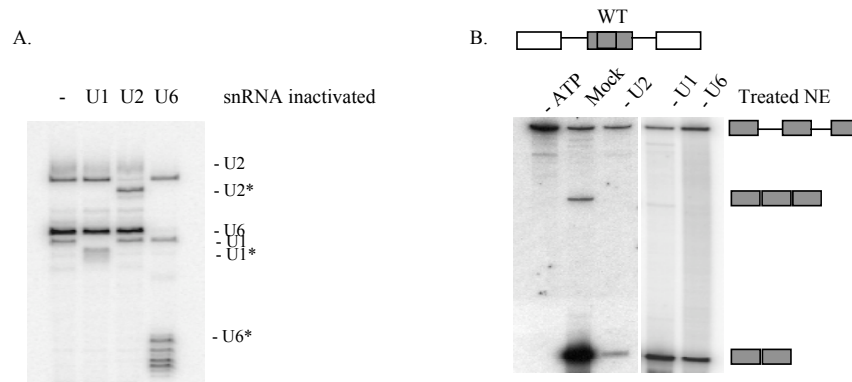 A.
- U1 U2 U6 snRNA inactivated
- U2
- U2*
- U6
- U1
- U1*
- U6*
B.
WT
- ATP Mock - U2 - U1 - U6 Treated NE